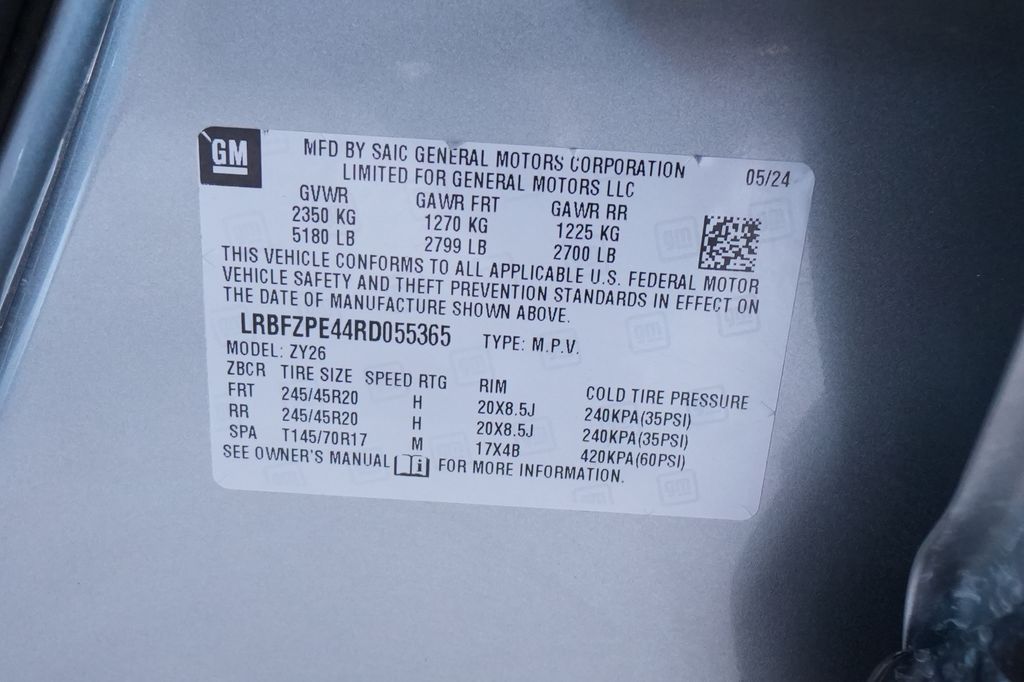 GM
MFD BY SAIC GENERAL MOTORS CORPORATION
LIMITED FOR GENERAL MOTORS LLC
05/24
GVWR GAWR FRT GAWR RR
2350 KG 1270 KG 1225 KG
5180 LB 2799 LB 2700 LB
THIS VEHICLE CONFORMS TO ALL APPLICABLE U.S. FEDERAL MOTOR
VEHICLE SAFETY AND THEFT PREVENTION STANDARDS IN EFFECT ON
THE DATE OF MANUFACTURE SHOWN ABOVE.
LRBFZPE44RD055365 TYPE: M.P.V.
MODEL: ZY26
ZBCR TIRE SIZE SPEED RTG RIM COLD TIRE PRESSURE
FRT 245/45R20 H 20X8.5J 240KPA(35PSI)
RR 245/45R20 H 20X8.5J 240KPA(35PSI)
SPA T145/70R17 M 17X4B 420KPA(60PSI)
SEE OWNER'S MANUAL i FOR MORE INFORMATION.